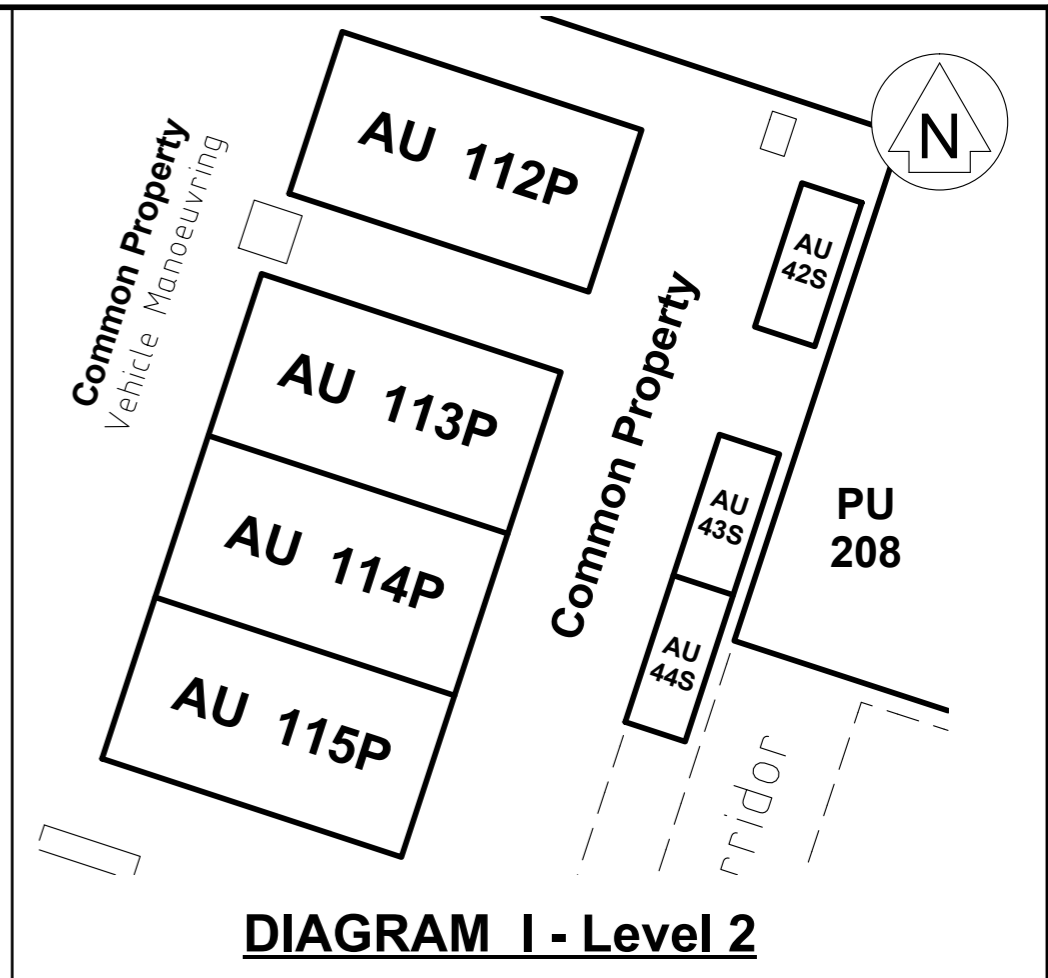 AU 112P
N
Common Property
Vehicle Manoeuvring
AU
42S
AU 113P
Common Property
AU
43S
PU
208
AU 114P
AU
44S
AU 115P
rridor
DIAGRAM I - Level 2